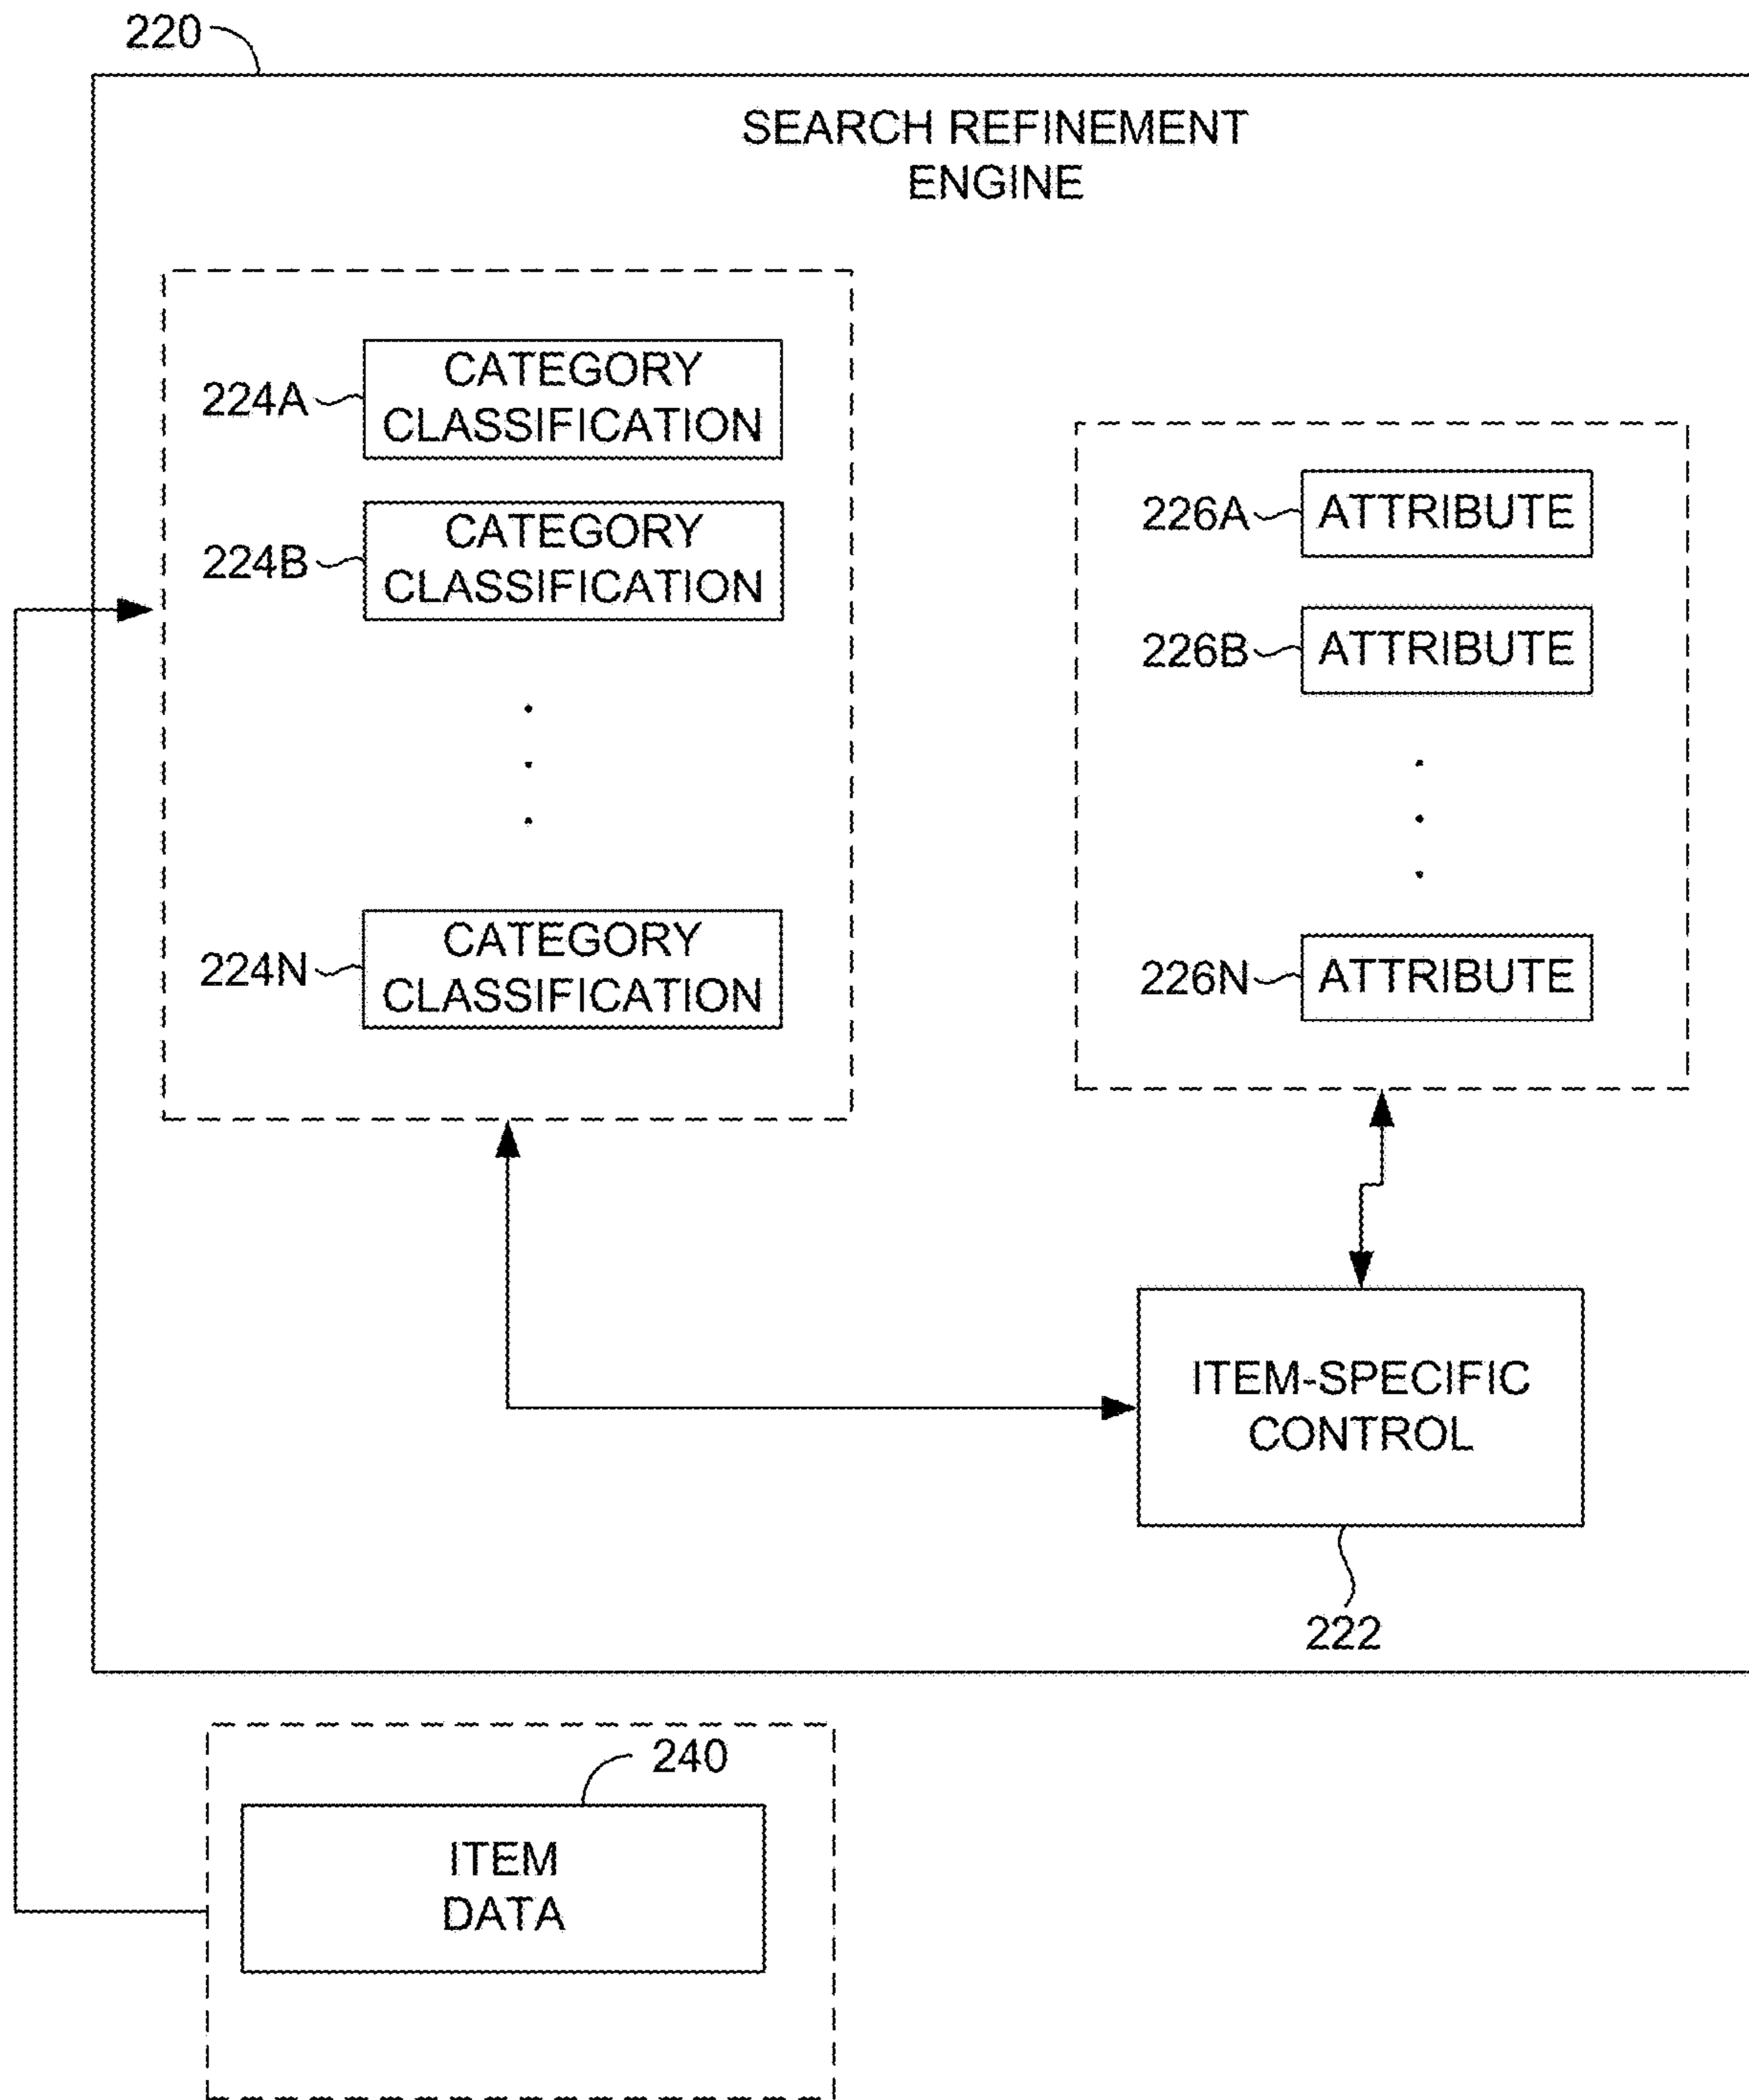 220
SEARCH REFINEMENT
ENGINE
224A
CATEGORY
CLASSIFICATION
224B
CATEGORY
CLASSIFICATION
224N
CATEGORY
CLASSIFICATION
226A
ATTRIBUTE
226B
ATTRIBUTE
226N
ATTRIBUTE
ITEM-SPECIFIC
CONTROL
222
240
ITEM
DATA